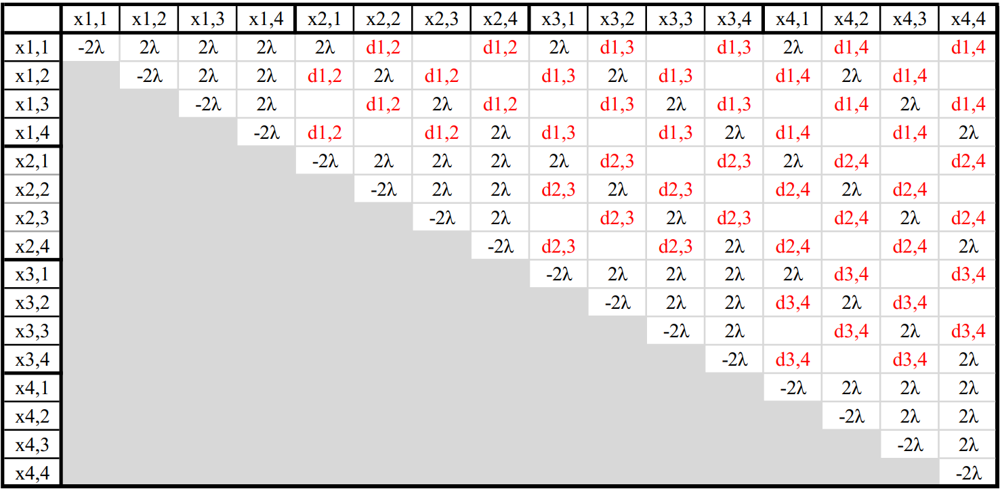 x1,1 x1,2 x1,3 x1,4 x2,1 x2,2 x2,3 x2,4 x3,1 x3,2 x3,3 x3,4 x4,1 x4,2 x4,3 x4,4
x1,1 -2λ 2λ 2λ 2λ 2λ d1,2 d1,2 2λ d1,3 d1,3 2λ d1,4 d1,4
x1,2 -2λ 2λ 2λ d1,2 2λ d1,2 d1,3 2λ d1,3 d1,4 2λ d1,4
x1,3 -2λ 2λ d1,2 2λ d1,2 d1,3 2λ d1,3 d1,4 2λ d1,4
x1,4 -2λ d1,2 d1,2 2λ d1,3 d1,3 2λ d1,4 d1,4 2λ
x2,1 -2λ 2λ 2λ 2λ 2λ d2,3 d2,3 2λ d2,4 d2,4
x2,2 -2λ 2λ 2λ d2,3 2λ d2,3 d2,4 2λ d2,4
x2,3 -2λ 2λ d2,3 2λ d2,3 d2,4 2λ d2,4
x2,4 -2λ d2,3 d2,3 2λ d2,4 d2,4 2λ
x3,1 -2λ 2λ 2λ 2λ 2λ d3,4 d3,4
x3,2 -2λ 2λ 2λ d3,4 2λ d3,4
x3,3 -2λ 2λ d3,4 2λ d3,4
x3,4 -2λ d3,4 d3,4 2λ
x4,1 -2λ 2λ 2λ 2λ
x4,2 -2λ 2λ 2λ
x4,3 -2λ 2λ
x4,4 -2λ